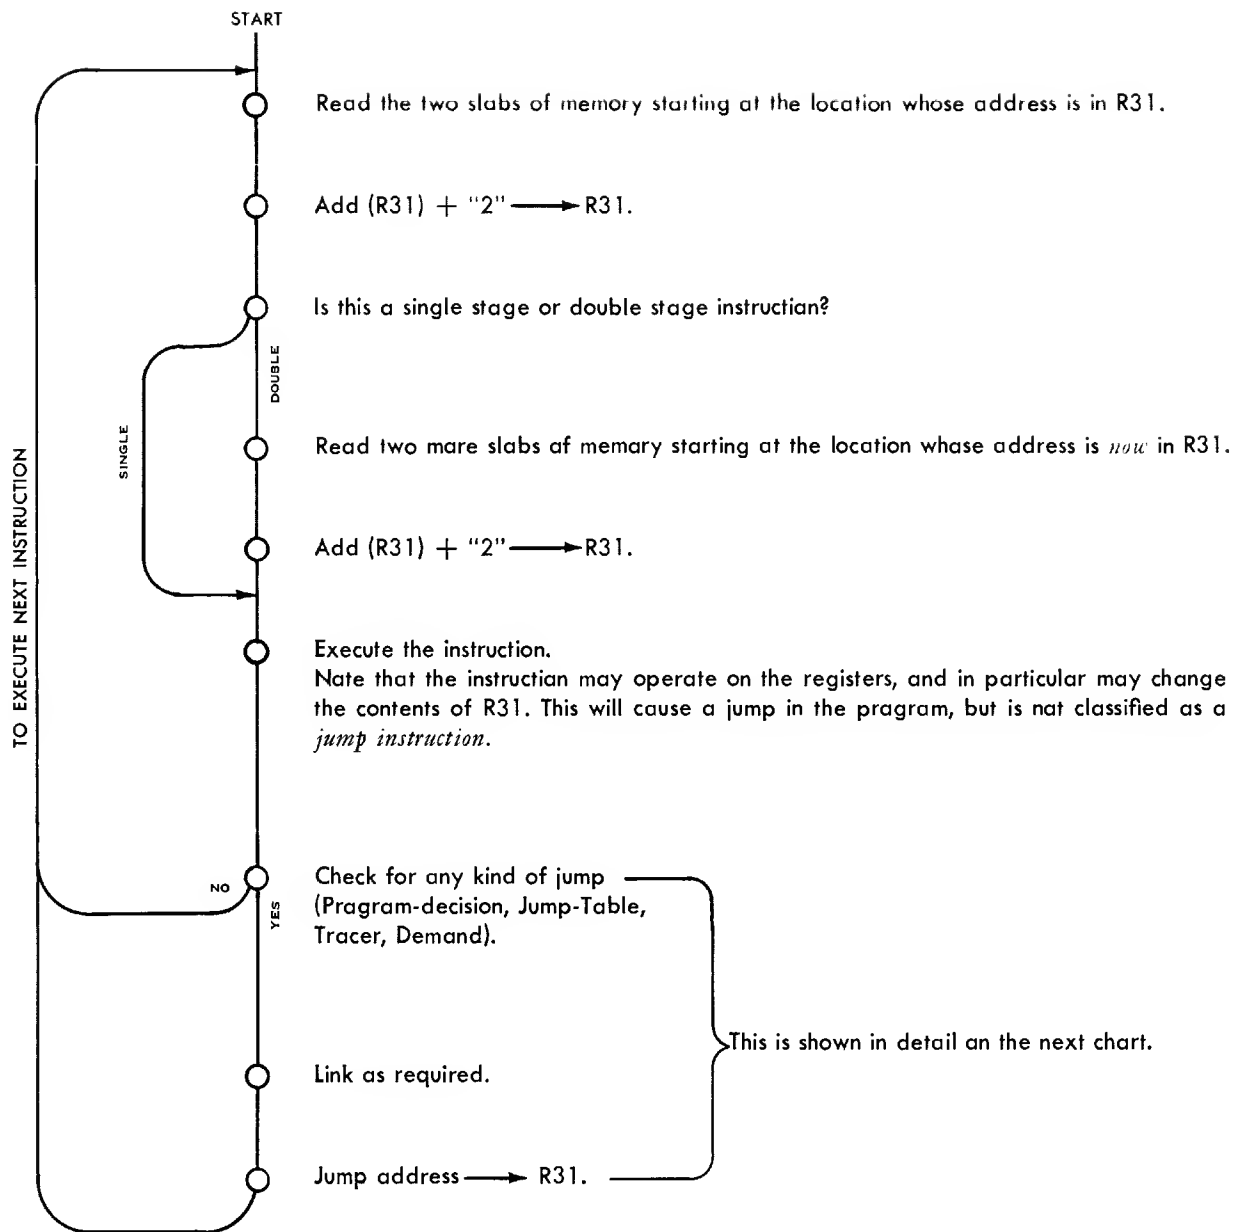 START
Read the two slabs of memory starting at the location whose address is in R31.
Add (R31) + "2" ⟶ R31.
Is this a single stage or double stage instruction?
DOUBLE
SINGLE
Read two mare slabs af memary starting at the location whase address is now in R31.
Add (R31) + "2" ⟶ R31.
TO EXECUTE NEXT INSTRUCTION
Execute the instruction.
Note that the instructian may operate on the registers, and in particular may change
the contents of R31. This will cause a jump in the pragram, but is nat classified as a
jump instruction.
NO
YES
Check for any kind of jump
(Pragram-decision, Jump-Table,
Tracer, Demand).
This is shown in detail an the next chart.
Link as required.
Jump address ⟶ R31.